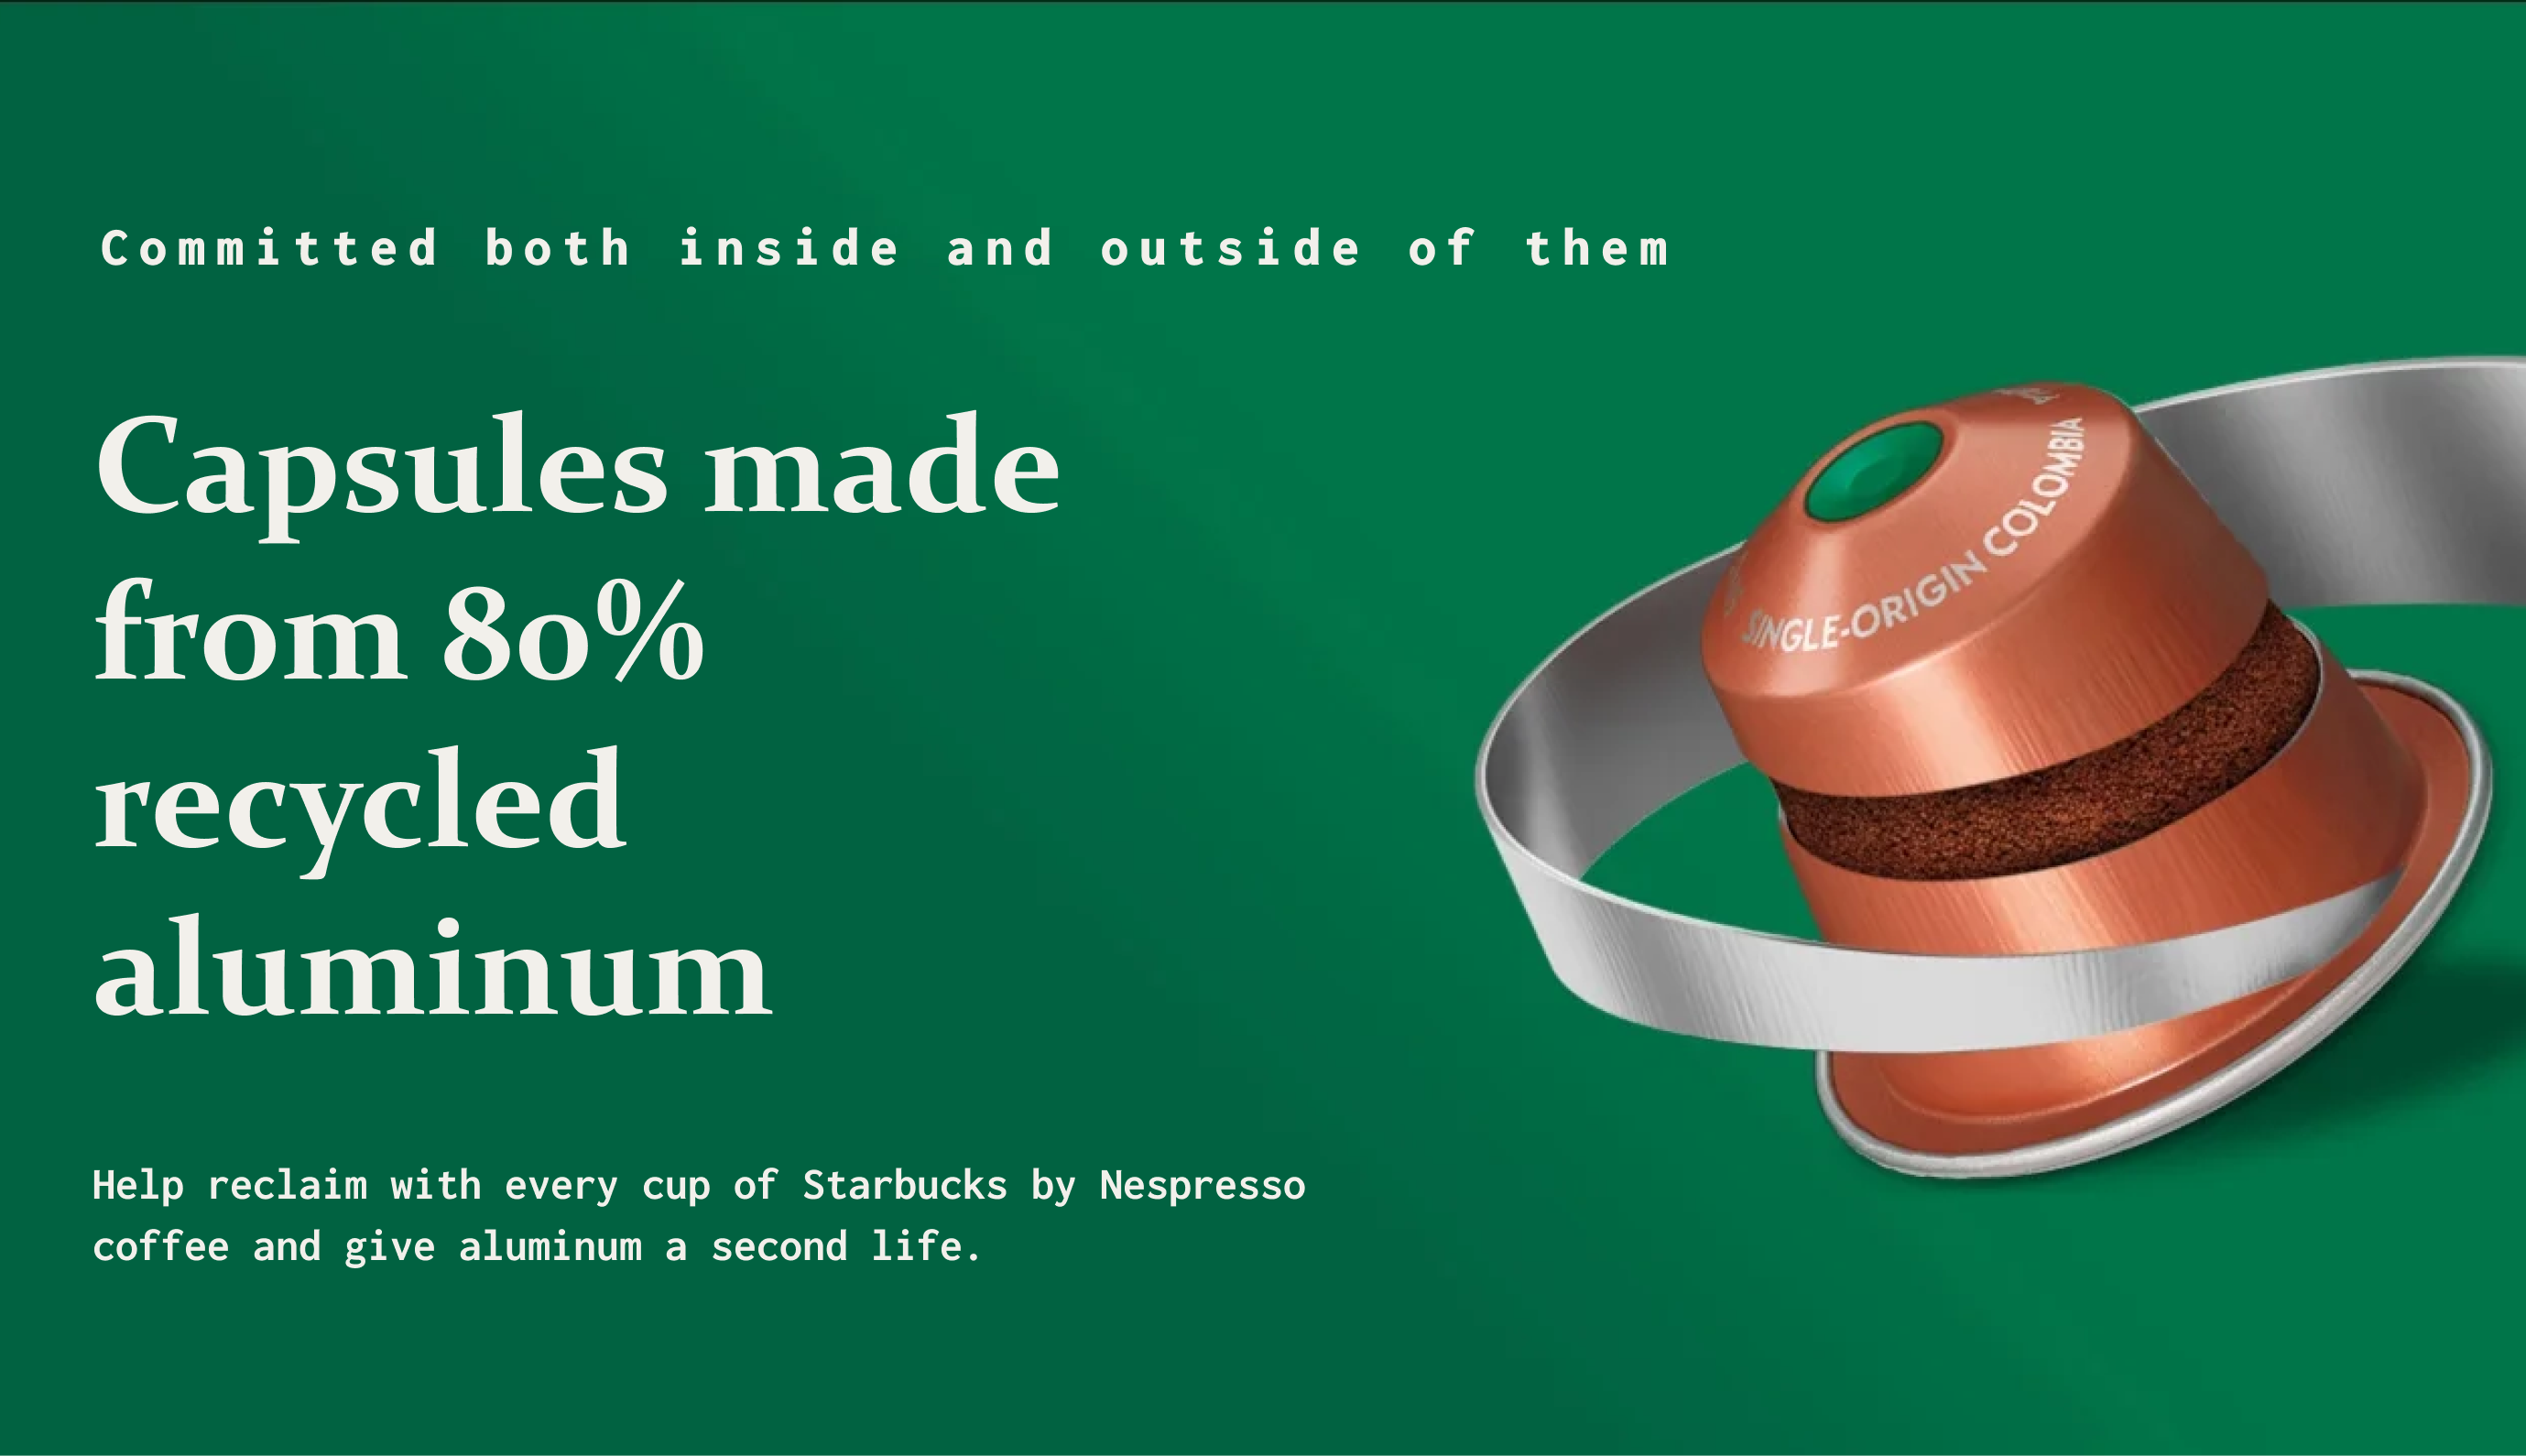 Committed both inside and outside of them
Capsules made
from 80%
recycled
aluminum
SINGLE-ORIGIN COLOMBIA
Help reclaim with every cup of Starbucks by Nespresso
coffee and give aluminum a second life.